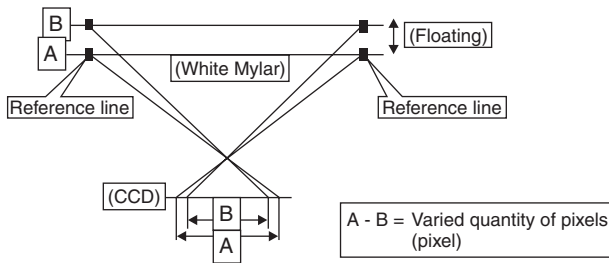 B
(Floating)
A
(White Mylar)
Reference line
Reference line
(CCD)
B
A
A - B = Varied quantity of pixels
(pixel)